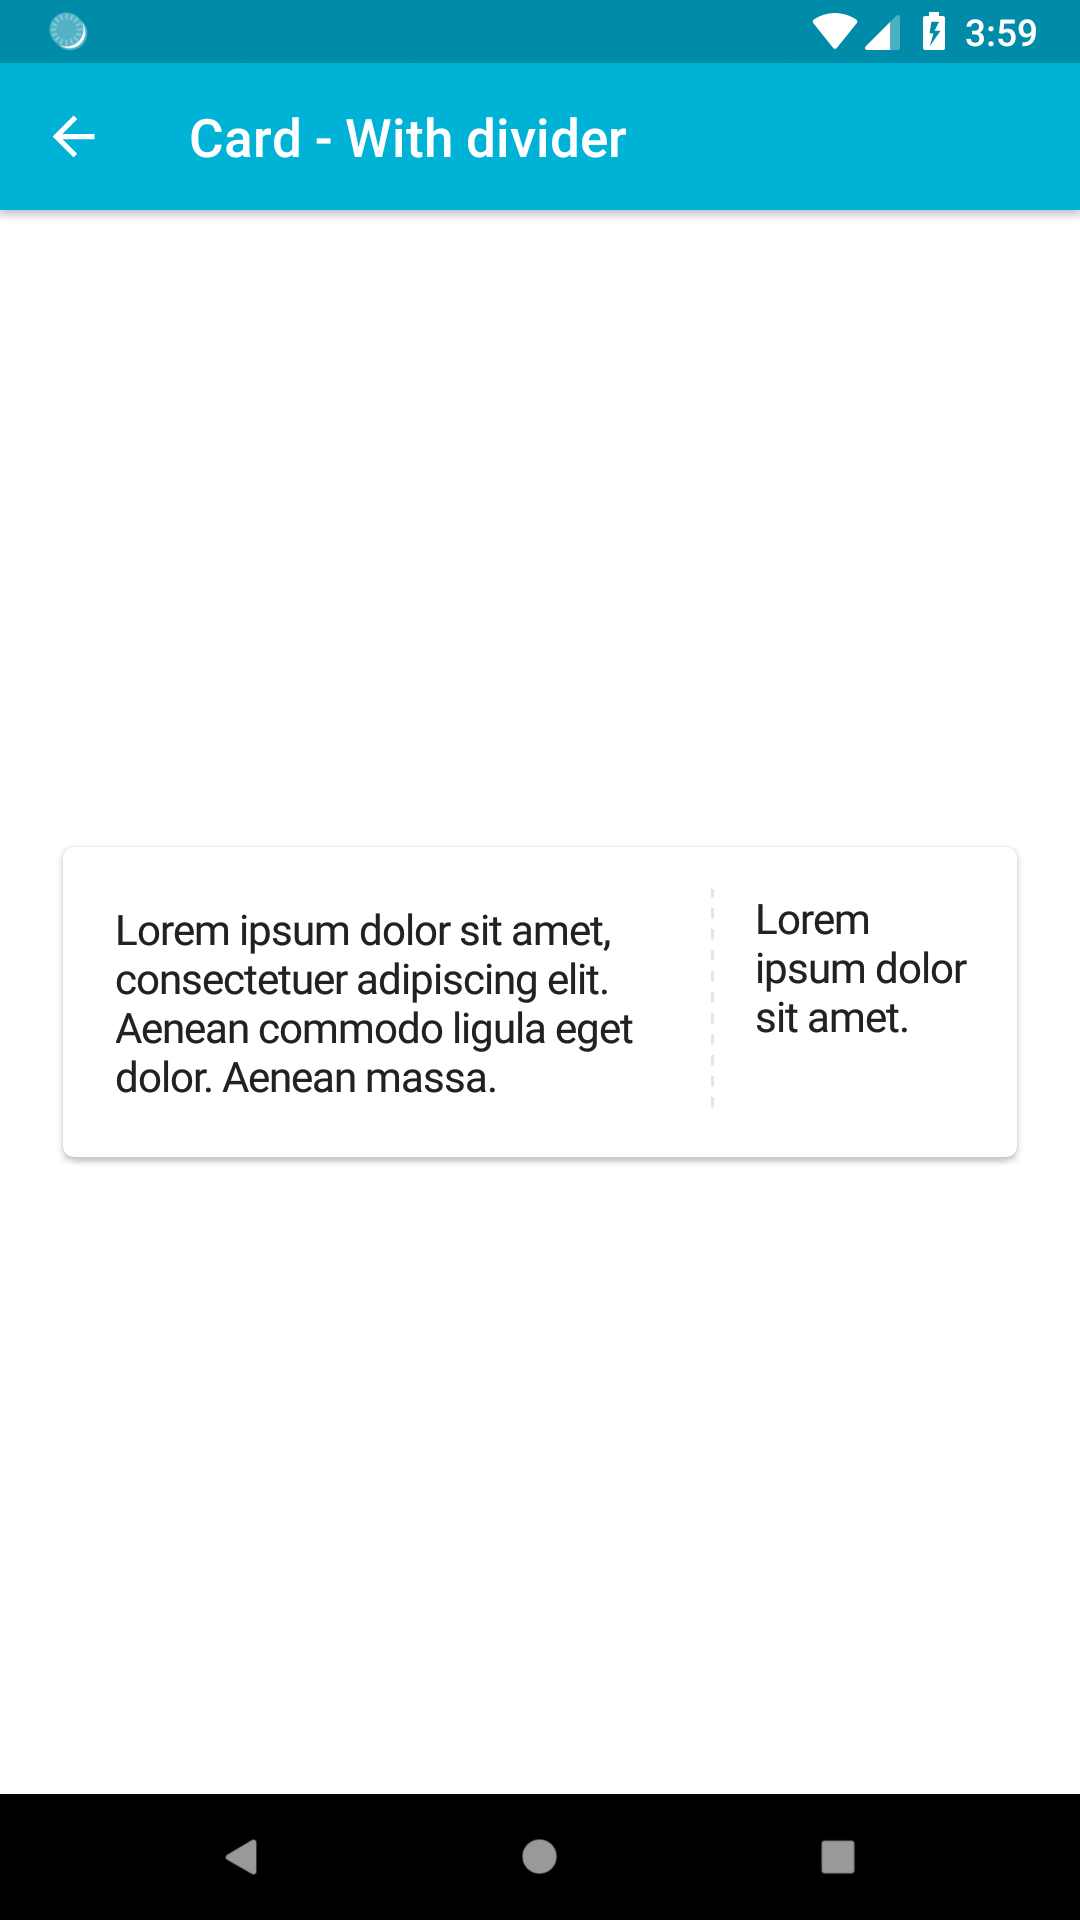 3:59
Card - With divider
Lorem ipsum dolor sit amet,
consectetuer adipiscing elit.
Aenean commodo ligula eget
dolor. Aenean massa.
Lorem
ipsum dolor
sit amet.